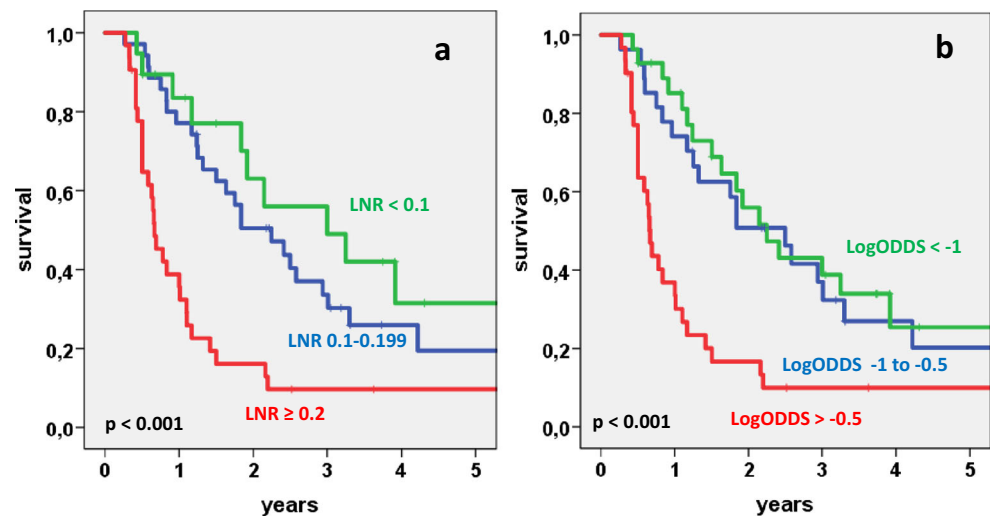 a
1,0
0,8
0,6
0,4
0,2
0,0
survival
LNR < 0.1
LNR 0.1-0.199
LNR ≥ 0.2
p < 0.001
0 1 2 3 4 5
years
b
1,0
0,8
0,6
0,4
0,2
0,0
survival
LogODDS < -1
LogODDS -1 to -0.5
LogODDS > -0.5
p < 0.001
0 1 2 3 4 5
years